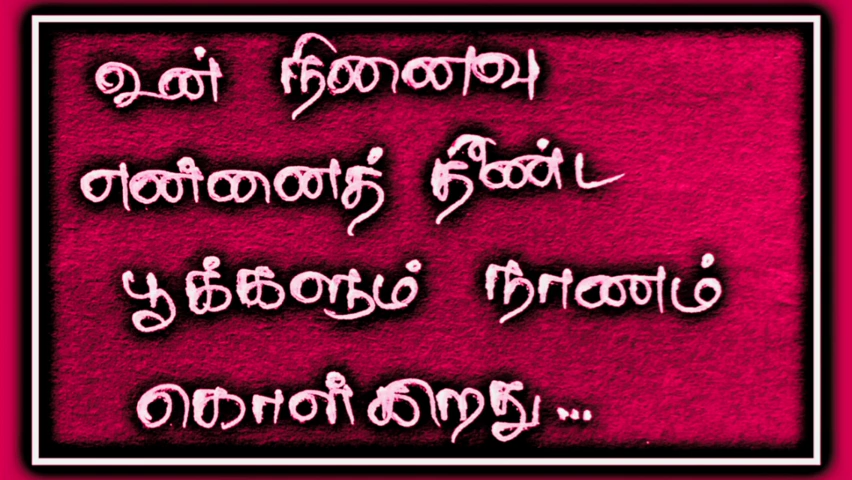 உன் நினைவு
என்னைத் தீண்ட
பூக்களும் நாணம்
கொள்கிறது...